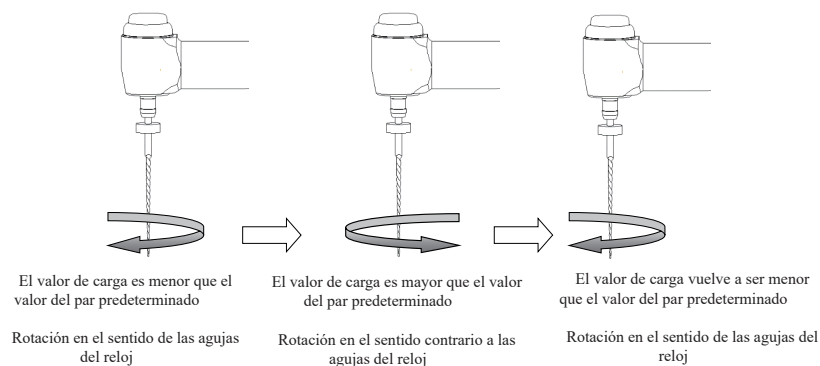 El valor de carga es menor que el
valor del par predeterminado
Rotación en el sentido de las agujas
del reloj
El valor de carga es mayor que el valor
del par predeterminado
Rotación en el sentido contrario a las
agujas del reloj
El valor de carga vuelve a ser menor
que el valor del par predeterminado
Rotación en el sentido de las agujas del
reloj